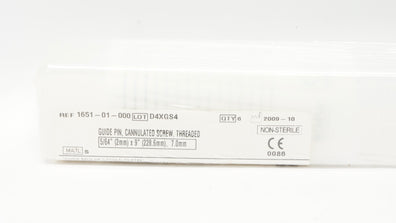 REF 1651-01-000 LOT D4XGS4 QTY 6 2009-10
GUIDE PIN, CANNULATED SCREW, THREADED NON-STERILE
5/64" (2mm) x 9" (228.6mm), 7.0mm CE
MATL S 0086